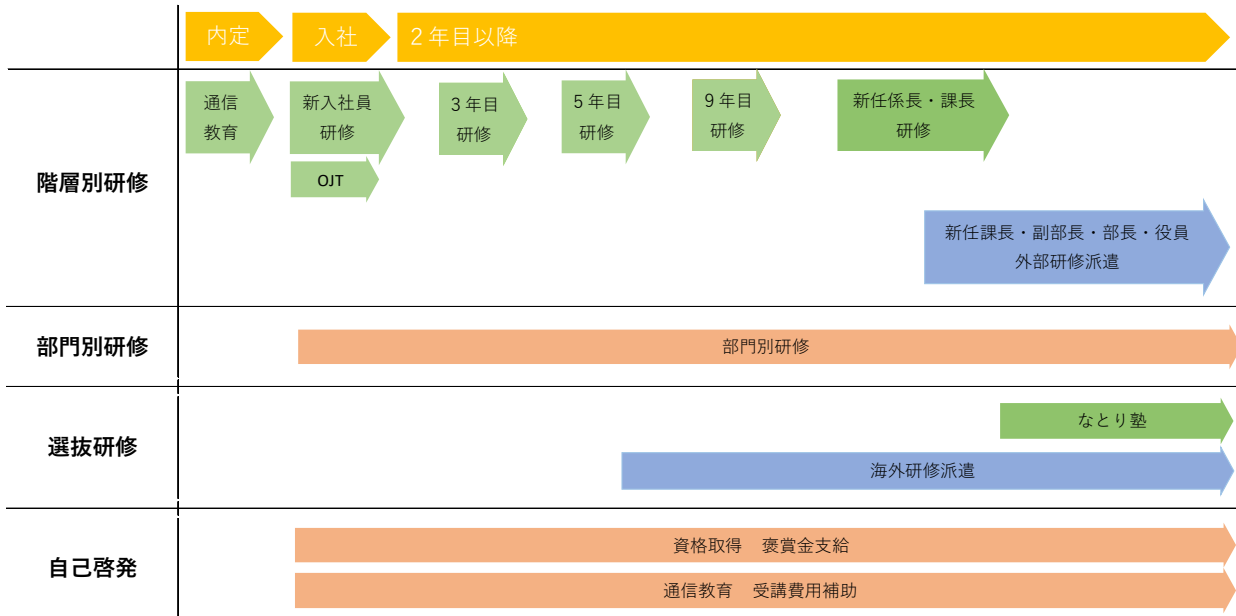 内定
入社
2年目以降
階層別研修
通信
教育
新入社員
研修
3年目
研修
5年目
研修
9年目
研修
新任係長・課長
研修
OJT
新任課長・副部長・部長・役員
外部研修派遣
部門別研修
部門別研修
選抜研修
なとり塾
海外研修派遣
自己啓発
資格取得　褒賞金支給
通信教育　受講費用補助